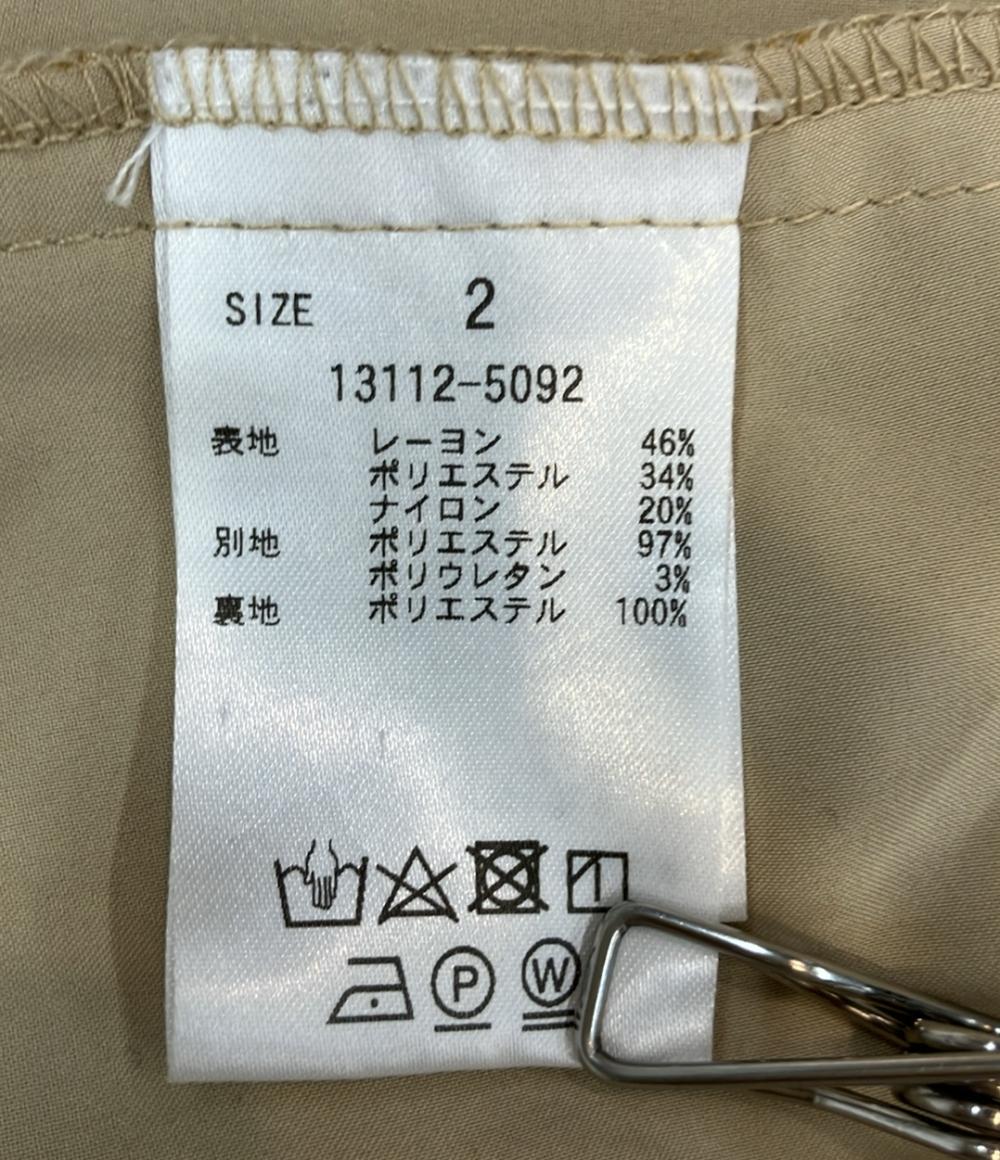 SIZE 2
13112-5092
表地 レーヨン 46%
ポリエステル 34%
ナイロン 20%
別地 ポリエステル 97%
ポリウレタン 3%
裏地 ポリエステル 100%
P W